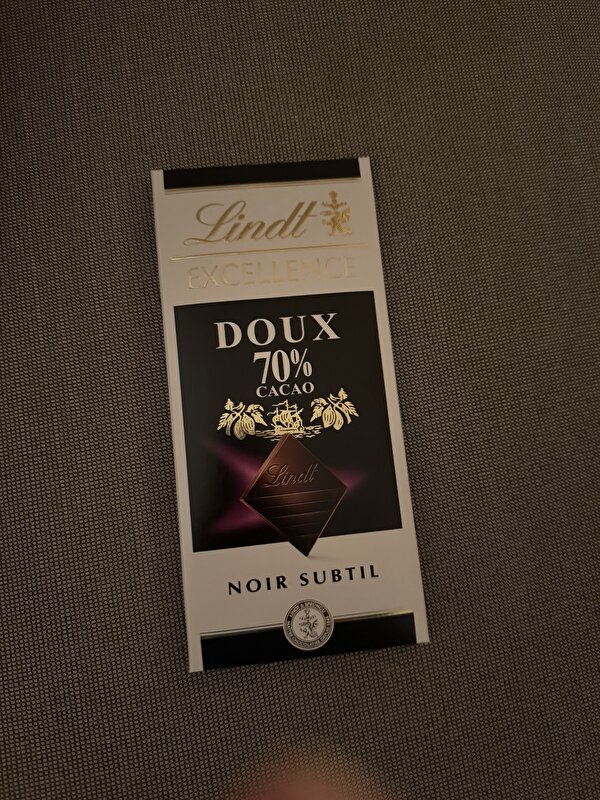 Lindt
EXCELLENCE
DOUX
70%
CACAO
Lindt
NOIR SUBTIL